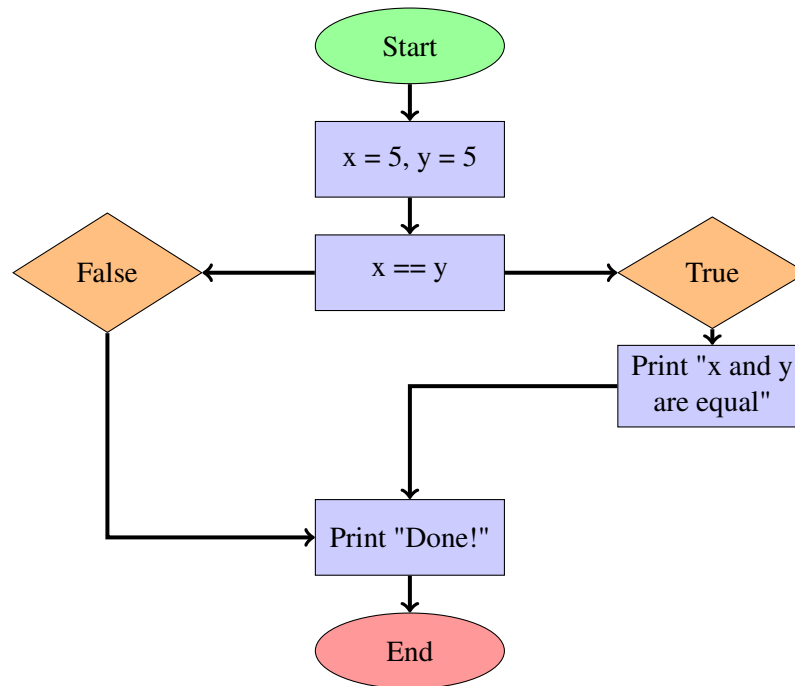 Start
x = 5, y = 5
False
x == y
True
Print "x and y
are equal"
Print "Done!"
End